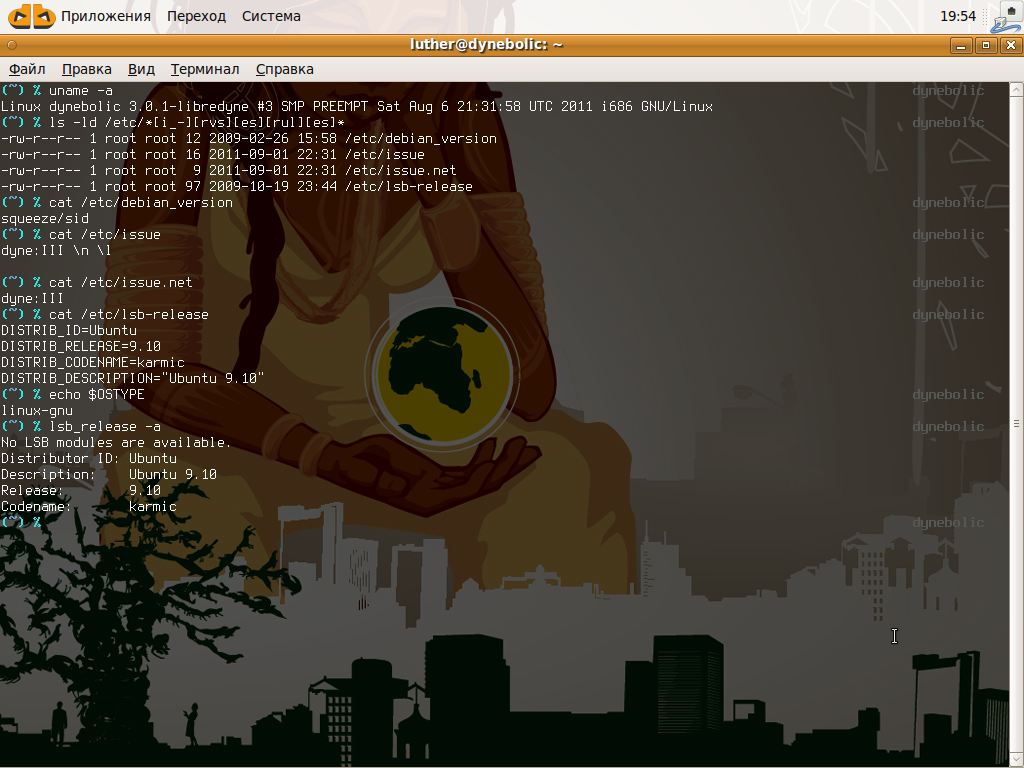 Приложения Переход Система 19:54
luther@dynebolic: ~
Файл Правка Вид Терминал Справка
(~) % uname -a dynebolic
Linux dynebolic 3.0.1-libredyne #3 SMP PREEMPT Sat Aug 6 21:31:58 UTC 2011 i686 GNU/Linux
(~) % ls -ld /etc/*[i_-][rvs][es][rul][es]* dynebolic
-rw-r--r-- 1 root root 12 2009-02-26 15:58 /etc/debian_version
-rw-r--r-- 1 root root 16 2011-09-01 22:31 /etc/issue
-rw-r--r-- 1 root root  9 2011-09-01 22:31 /etc/issue.net
-rw-r--r-- 1 root root 97 2009-10-19 23:44 /etc/lsb-release
(~) % cat /etc/debian_version dynebolic
squeeze/sid
(~) % cat /etc/issue dynebolic
dyne:III \n \l
(~) % cat /etc/issue.net dynebolic
dyne:III
(~) % cat /etc/lsb-release dynebolic
DISTRIB_ID=Ubuntu
DISTRIB_RELEASE=9.10
DISTRIB_CODENAME=karmic
DISTRIB_DESCRIPTION="Ubuntu 9.10"
(~) % echo $OSTYPE dynebolic
linux-gnu
(~) % lsb_release -a dynebolic
No LSB modules are available.
Distributor ID: Ubuntu
Description:    Ubuntu 9.10
Release:        9.10
Codename:       karmic
(~) % dynebolic